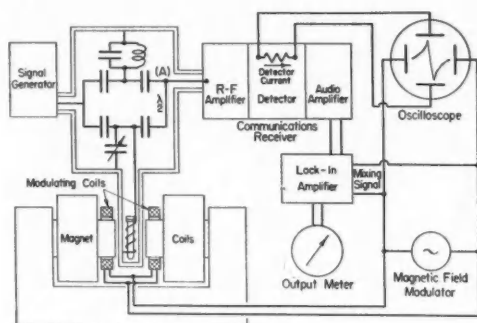 Signal
Generator
(A)
λ/2
R-F
Amplifier
Detector
Current
Detector
Audio
Amplifier
Communications
Receiver
Oscilloscope
Lock-In
Amplifier
Mixing
Signal
Modulating Coils
Magnet
Coils
Output Meter
Magnetic Field
Modulator